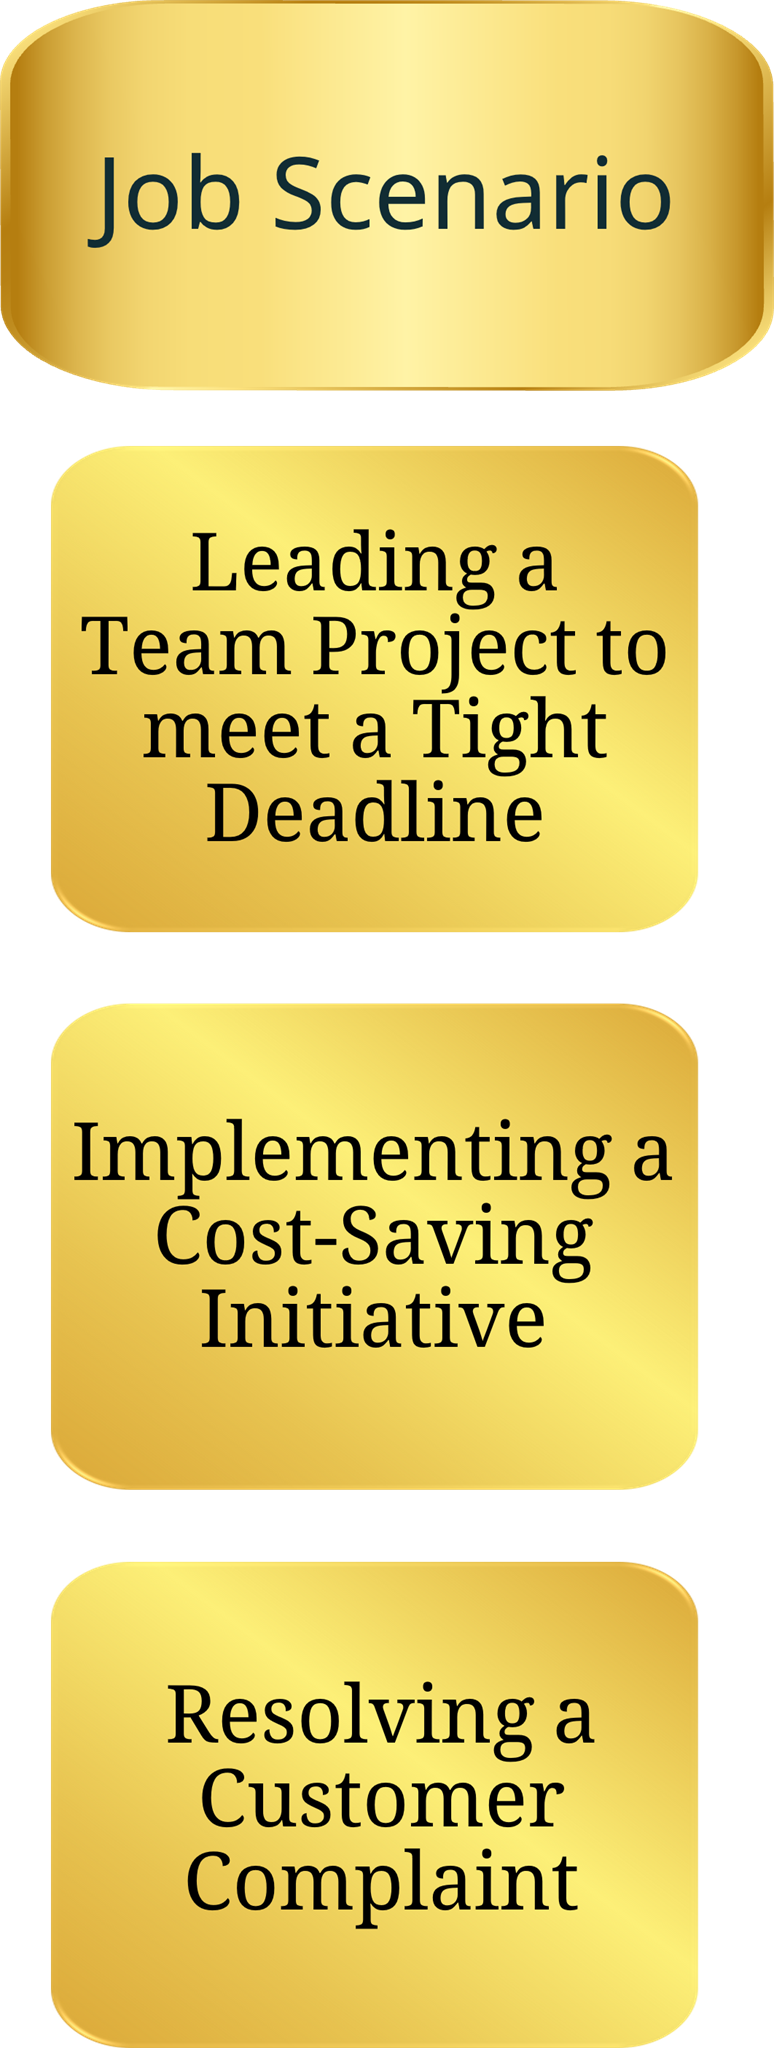 Job Scenario
Leading a
Team Project to
meet a Tight
Deadline
Implementing a
Cost-Saving
Initiative
Resolving a
Customer
Complaint